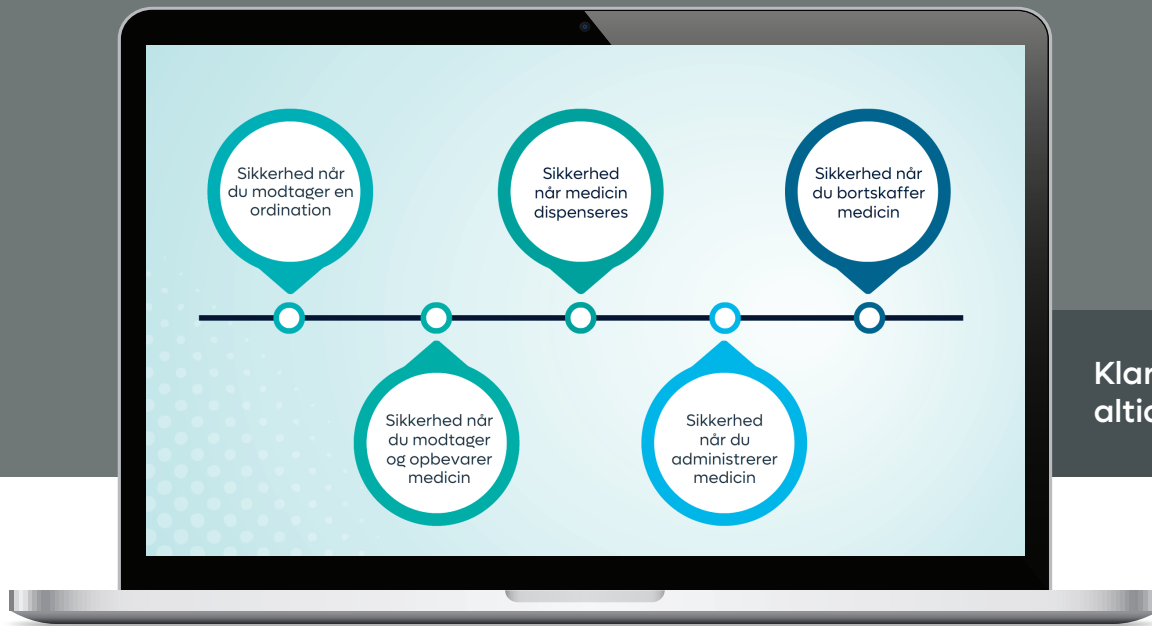 Sikkerhed når
du modtager en
ordination
Sikkerhed når
du modtager
og opbevarer
medicin
Sikkerhed
når medicin
dispenseres
Sikkerhed
når du
administrerer
medicin
Sikkerhed når
du bortskaffer
medicin